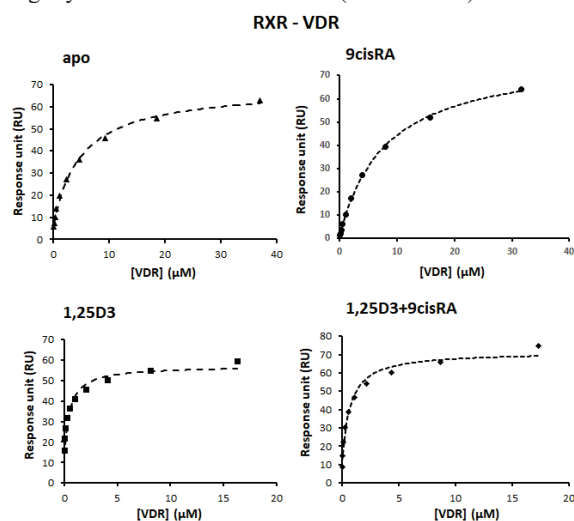 RXR - VDR
apo
Response unit (RU)
70
60
50
40
30
20
10
0
0 10 20 30 40
[VDR] (µM)
9cisRA
Response unit (RU)
70
60
50
40
30
20
10
0
0 10 20 30 40
[VDR] (µM)
1,25D3
Response unit (RU)
70
60
50
40
30
20
10
0
0 5 10 15 20
[VDR] (µM)
1,25D3+9cisRA
Response unit (RU)
80
70
60
50
40
30
20
10
0
0 5 10 15 20
[VDR] (µM)